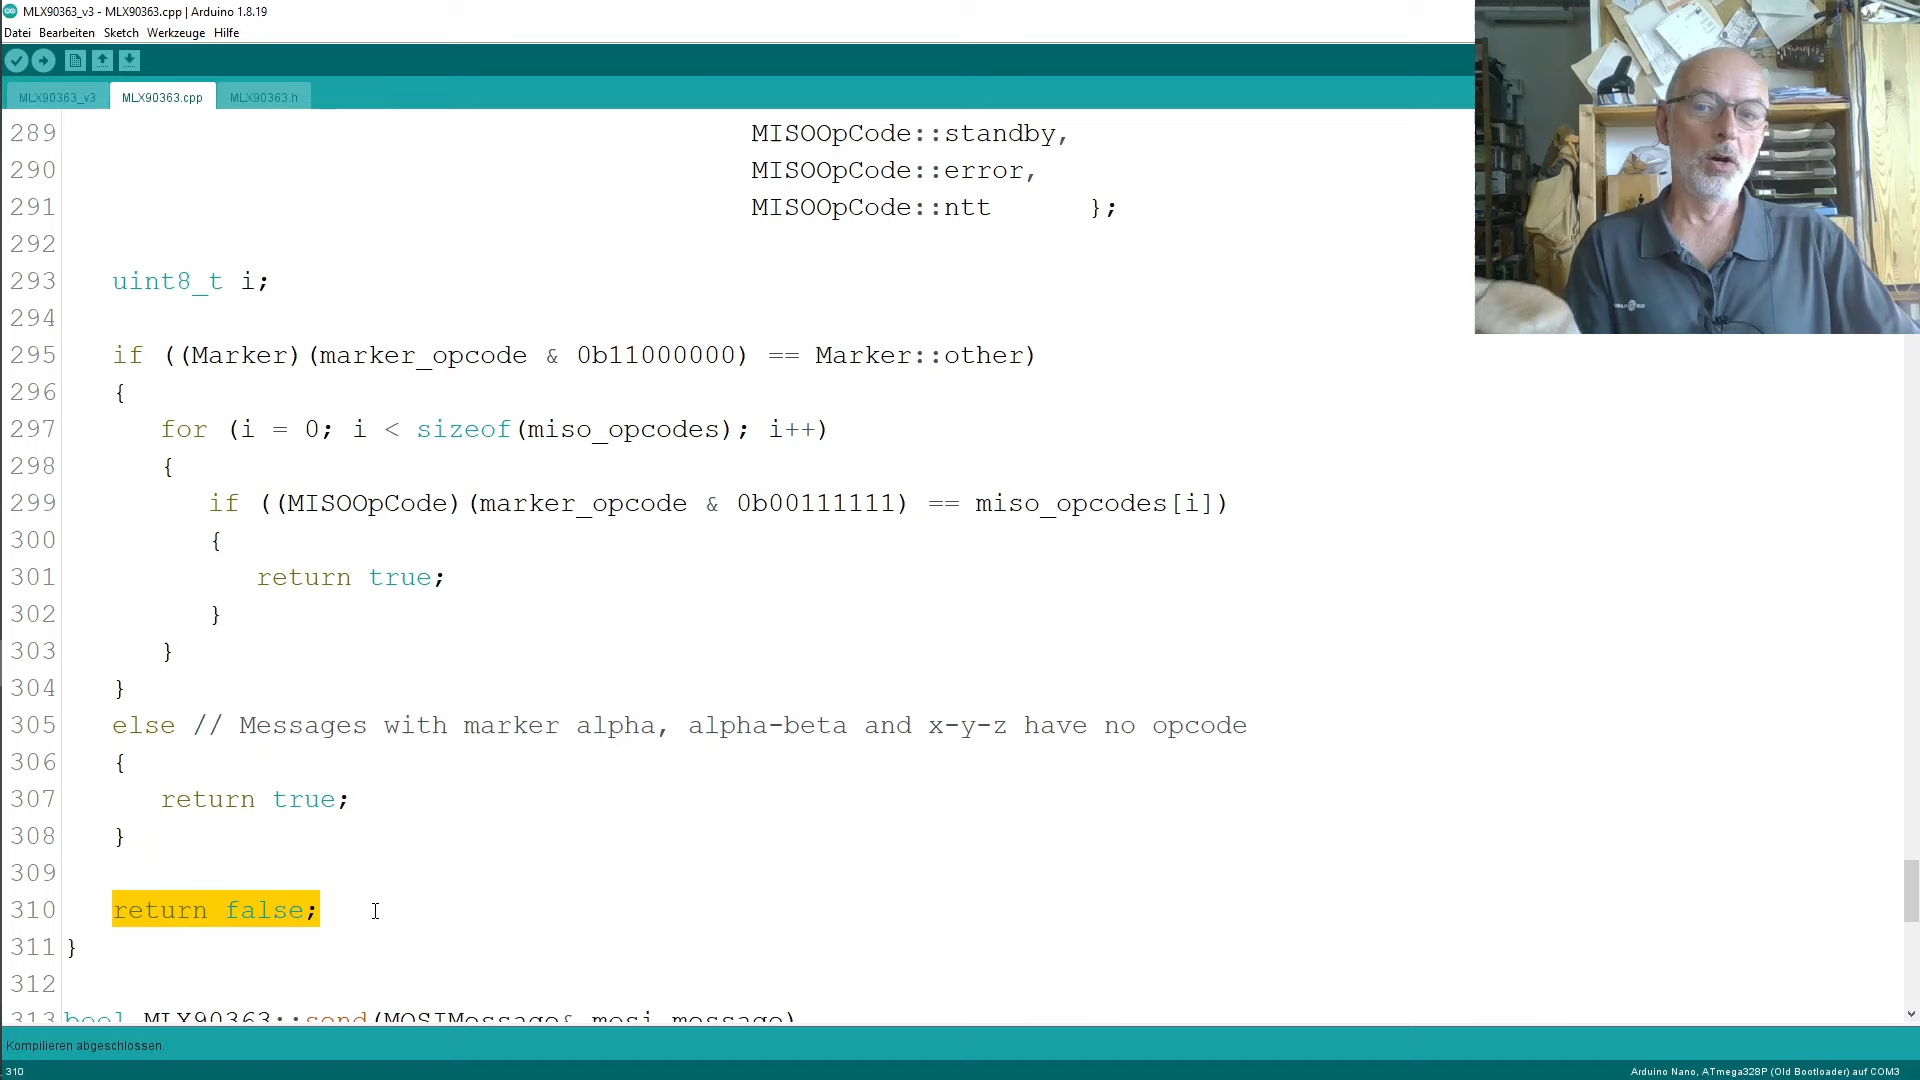 MLX90363_v3 - MLX90363.cpp | Arduino 1.8.19
Datei Bearbeiten Sketch Werkzeuge Hilfe
MLX90363_v3 MLX90363.cpp MLX90363.h
289 MISOOpCode::standby,
290 MISOOpCode::error,
291 MISOOpCode::ntt };
292
293 uint8_t i;
294
295 if ((Marker)(marker_opcode & 0b11000000) == Marker::other)
296 {
297 for (i = 0; i < sizeof(miso_opcodes); i++)
298 {
299 if ((MISOOpCode)(marker_opcode & 0b00111111) == miso_opcodes[i])
300 {
301 return true;
302 }
303 }
304 }
305 else // Messages with marker alpha, alpha-beta and x-y-z have no opcode
306 {
307 return true;
308 }
309
310 return false;
311 }
312
313 bool MLX90363::send(MOSIMessage& mosi_message)
Kompilieren abgeschlossen.
310 Arduino Nano, ATmega328P (Old Bootloader) auf COM3